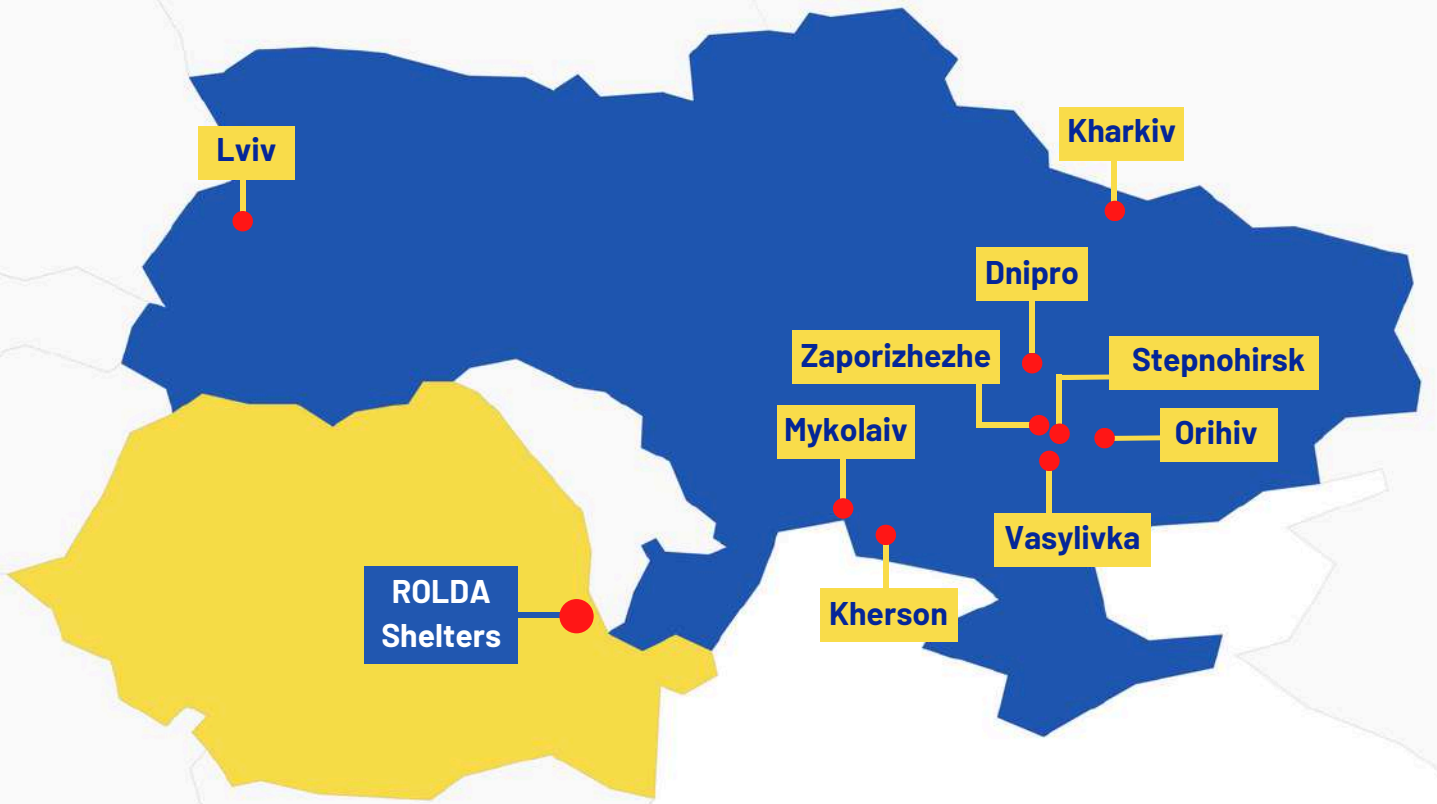 Lviv
Kharkiv
Dnipro
Zaporizhezhe
Stepnohirsk
Mykolaiv
Orihiv
Vasylivka
ROLDA
Shelters
Kherson